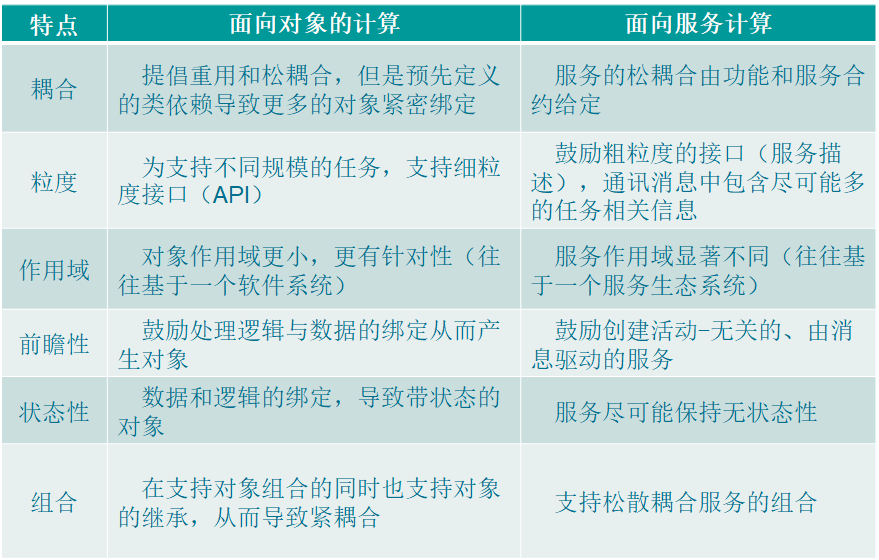 特点
面向对象的计算
面向服务计算
耦合
提倡重用和松耦合，但是预先定义
的类依赖导致更多的对象紧密绑定
服务的松耦合由功能和服务合
约给定
粒度
为支持不同规模的任务，支持细粒
度接口（API）
鼓励粗粒度的接口（服务描
述），通讯消息中包含尽可能多
的任务相关信息
作用域
对象作用域更小，更有针对性（往
往基于一个软件系统）
服务作用域显著不同（往往基
于一个服务生态系统）
前瞻性
鼓励处理逻辑与数据的绑定从而产
生对象
鼓励创建活动-无关的、由消
息驱动的服务
状态性
数据和逻辑的绑定，导致带状态的
对象
服务尽可能保持无状态性
组合
在支持对象组合的同时也支持对象
的继承，从而导致紧耦合
支持松散耦合服务的组合